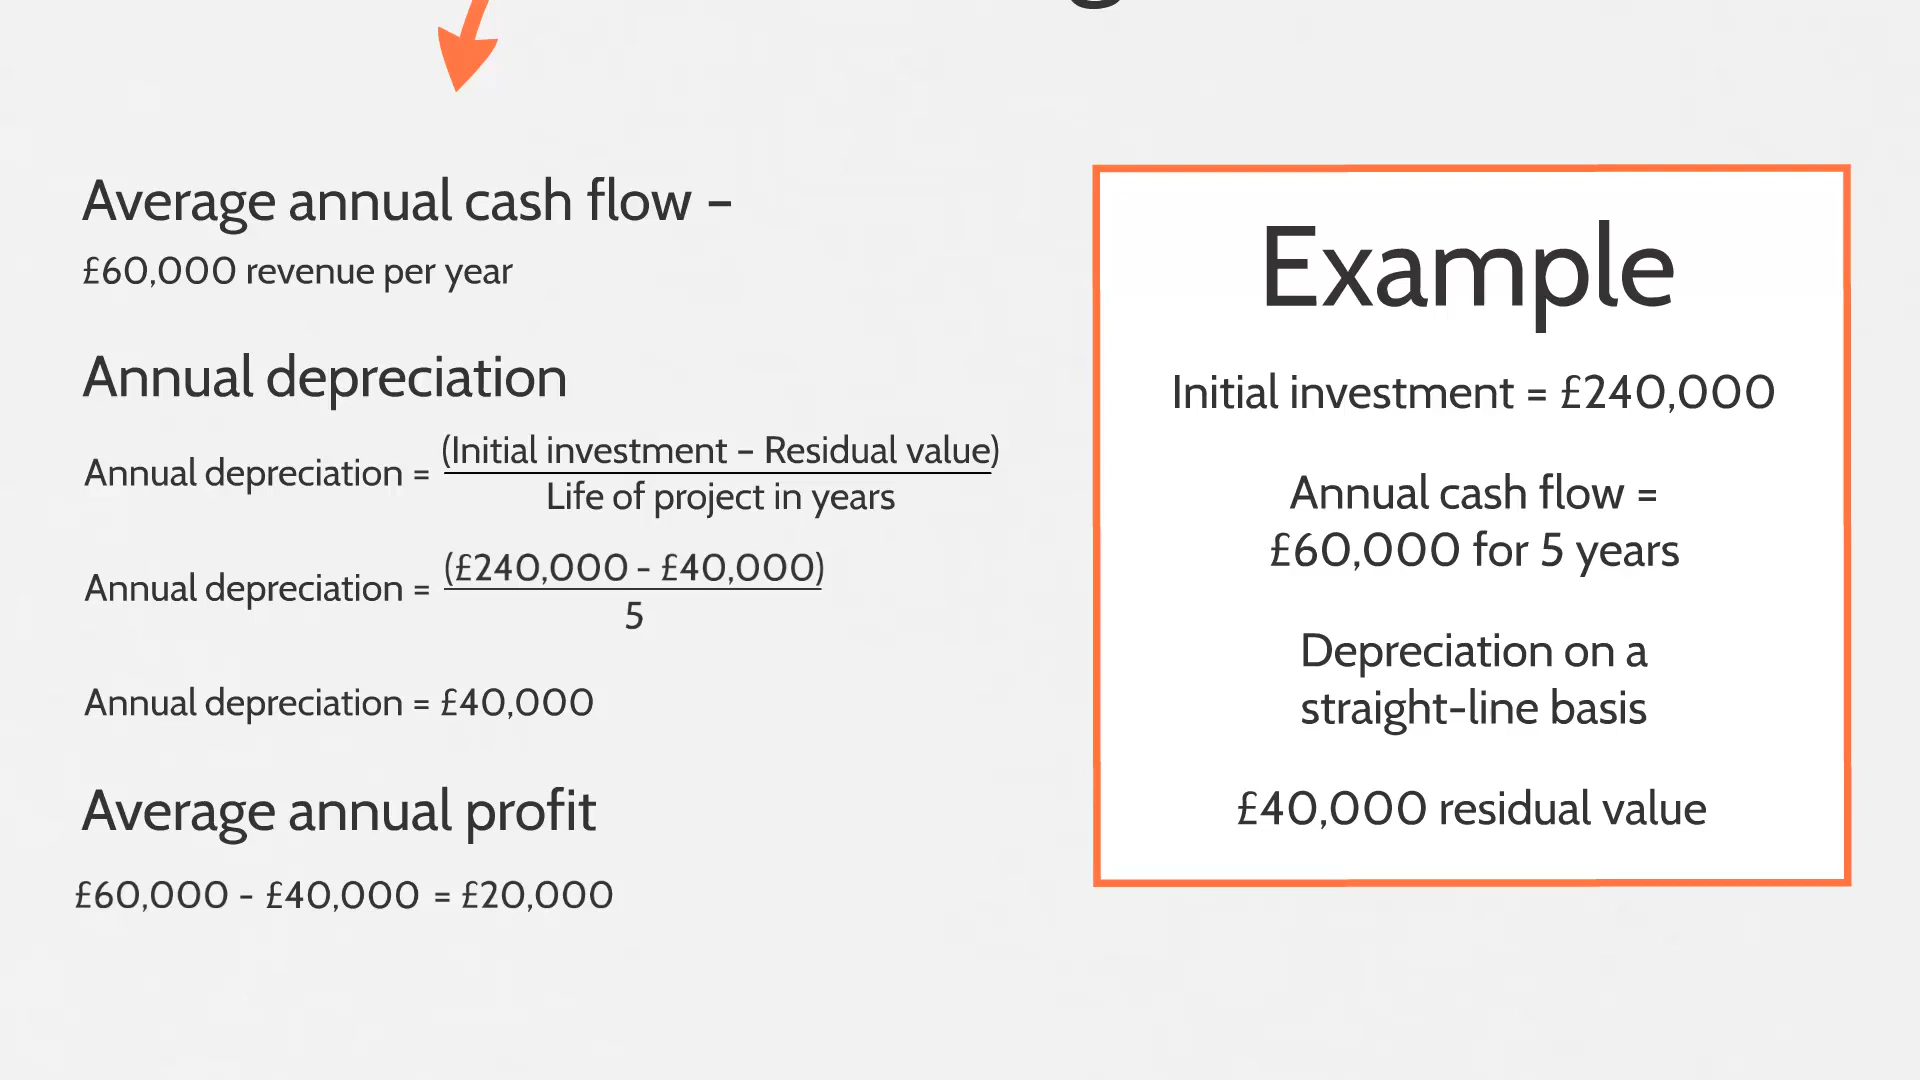 Average annual cash flow –
£60,000 revenue per year
Annual depreciation
Annual depreciation = (Initial investment – Residual value)
Life of project in years
Annual depreciation = (£240,000 - £40,000)
5
Annual depreciation = £40,000
Average annual profit
£60,000 - £40,000 = £20,000
Example
Initial investment = £240,000
Annual cash flow =
£60,000 for 5 years
Depreciation on a
straight-line basis
£40,000 residual value